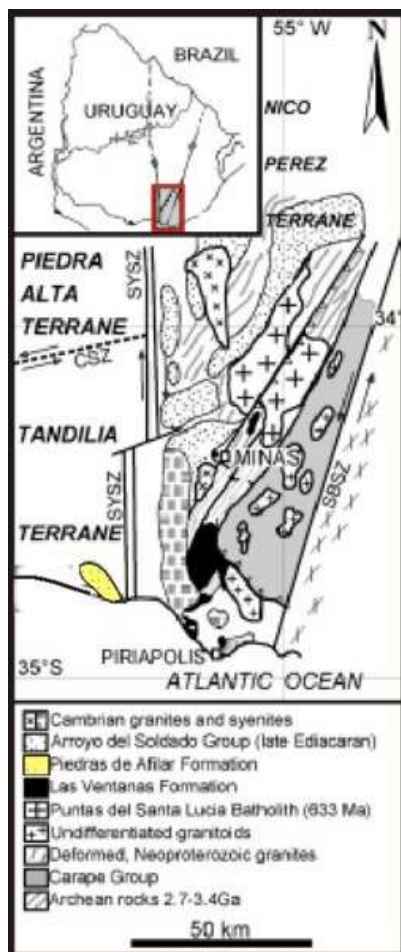 55° W
BRAZIL
ARGENTINA
URUGUAY
NICO
PEREZ
TERRANE
PIEDRA
ALTA
TERRANE
SYSZ
34°
CSZ
TANDILIA
MINAS
SYSZ
SBSZ
TERRANE
35°S
PIRIAPOLIS
ATLANTIC OCEAN
Cambrian granites and syenites
Arroyo del Soldado Group (late Ediacaran)
Piedras de Afilar Formation
Las Ventanas Formation
Puntas del Santa Lucia Batholith (633 Ma)
Undifferentiated granitoids
Deformed, Neoproterozoic granites
Carape Group
Archean rocks 2.7-3.4Ga
50 km